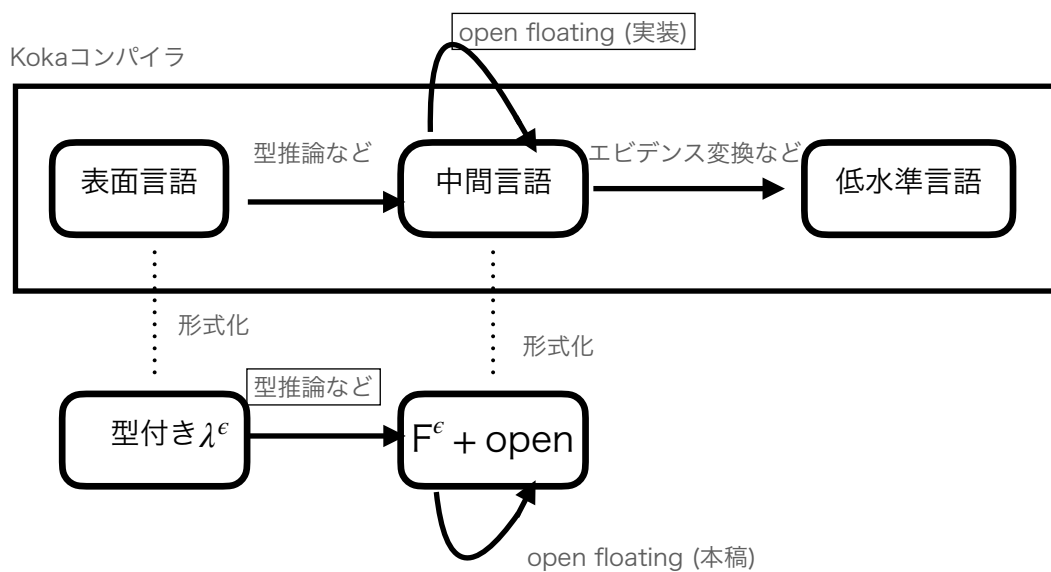 open floating (実装)
Kokaコンパイラ
表面言語
型推論など
中間言語
エビデンス変換など
低水準言語
形式化
形式化
型付きλ^ϵ
型推論など
F^ϵ + open
open floating (本稿)